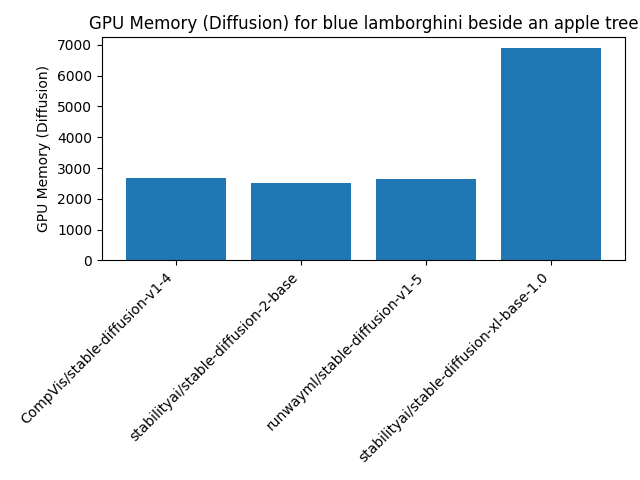 GPU Memory (Diffusion) for blue lamborghini beside an apple tree
GPU Memory (Diffusion)
7000
6000
5000
4000
3000
2000
1000
0
CompVis/stable-diffusion-v1-4
stabilityai/stable-diffusion-2-base
runwayml/stable-diffusion-v1-5
stabilityai/stable-diffusion-xl-base-1.0